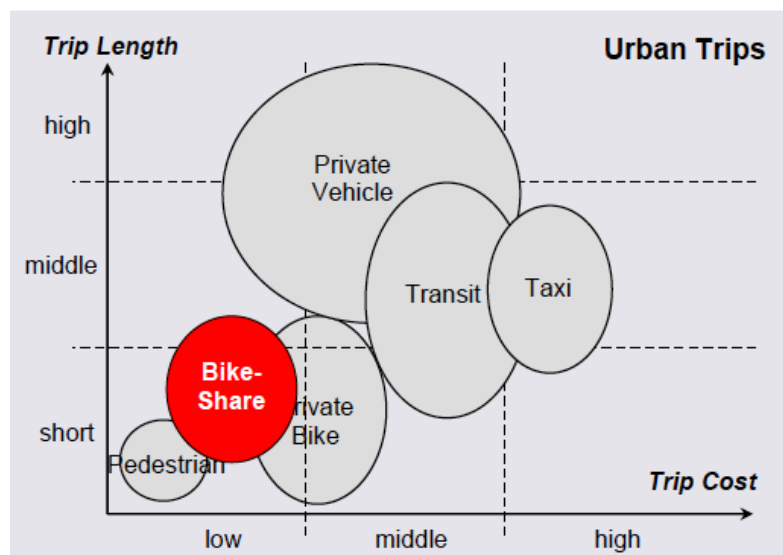 Trip Length
Urban Trips
high
Private
Vehicle
middle
Transit
Taxi
Bike-
Share
rivate
Bike
short
Pedestrian
Trip Cost
low
middle
high